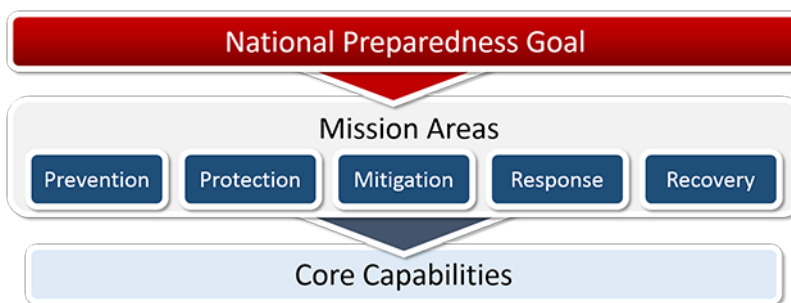 National Preparedness Goal
Mission Areas
Prevention Protection Mitigation Response Recovery
Core Capabilities